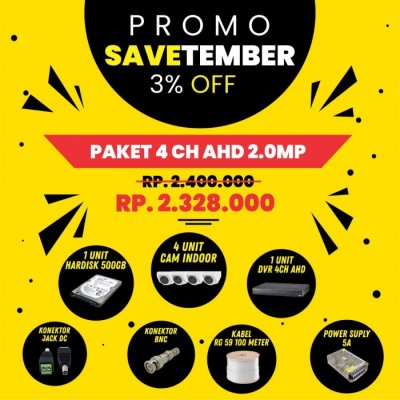 PROMO
SAVETEMBER
3% OFF
PAKET 4 CH AHD 2.0MP
RP. 2.400.000
RP. 2.328.000
1 UNIT
HARDISK 500GB
4 UNIT
CAM INDOOR
1 UNIT
DVR 4CH AHD
KONEKTOR
JACK DC
KONEKTOR
BNC
KABEL
RG 59 100 METER
POWER SUPLY
5A